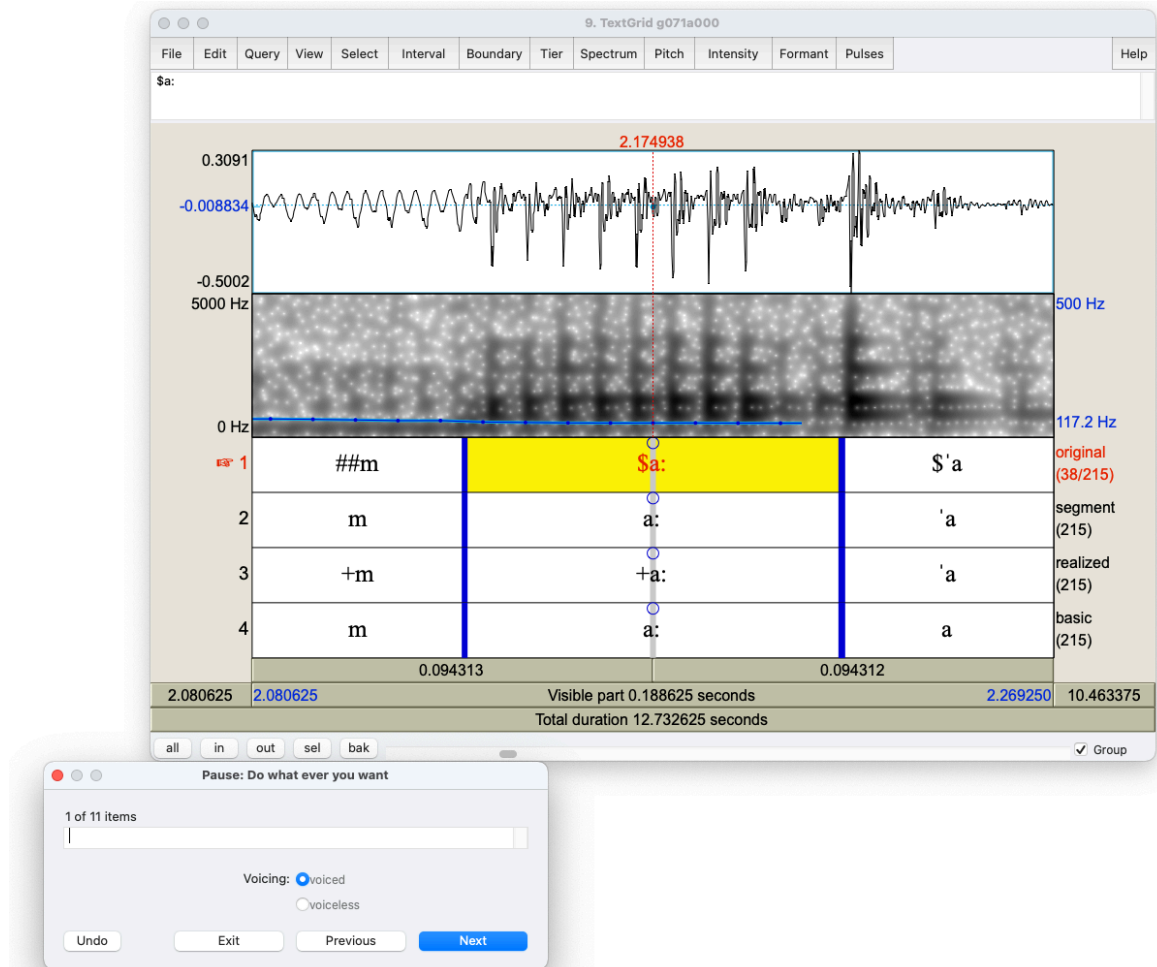 9. TextGrid g071a000
File Edit Query View Select Interval Boundary Tier Spectrum Pitch Intensity Formant Pulses Help
$a:
2.174938
0.3091
-0.008834
-0.5002
5000 Hz 500 Hz
0 Hz 117.2 Hz
☞ 1 ##m $a: $ˈa original (38/215)
2 m a: ˈa segment (215)
3 +m +a: ˈa realized (215)
4 m a: a basic (215)
0.094313 0.094312
2.080625 2.080625 Visible part 0.188625 seconds 2.269250 10.463375
Total duration 12.732625 seconds
all in out sel bak Group
Pause: Do what ever you want
1 of 11 items
Voicing: voiced
voiceless
Undo Exit Previous Next